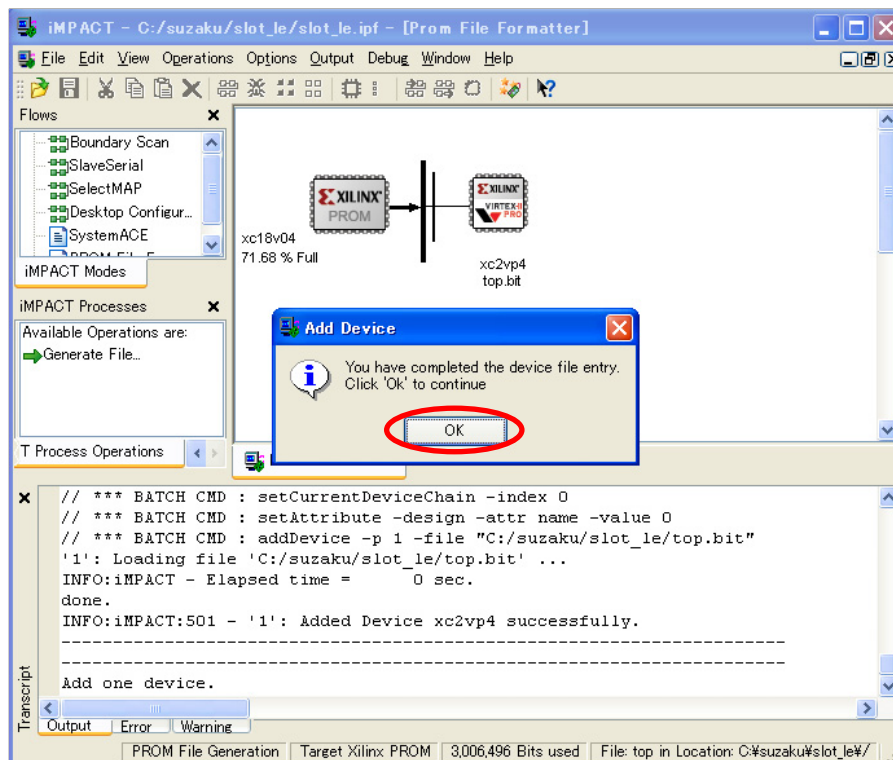 iMPACT - C:/suzaku/slot_le/slot_le.ipf - [Prom File Formatter]
File Edit View Operations Options Output Debug Window Help
Flows
Boundary Scan
SlaveSerial
SelectMAP
Desktop Configur...
SystemACE
iMPACT Modes
XILINX
PROM
xc18v04
71.68 % Full
XILINX
VIRTEX-II
PRO
xc2vp4
top.bit
iMPACT Processes
Available Operations are:
Generate File...
T Process Operations
Add Device
You have completed the device file entry.
Click 'Ok' to continue
OK
// *** BATCH CMD : setCurrentDeviceChain -index 0
// *** BATCH CMD : setAttribute -design -attr name -value 0
// *** BATCH CMD : addDevice -p 1 -file "C:/suzaku/slot_le/top.bit"
'1': Loading file 'C:/suzaku/slot_le/top.bit' ...
INFO:iMPACT - Elapsed time =      0 sec.
done.
INFO:iMPACT:501 - '1': Added Device xc2vp4 successfully.
----------------------------------------------------------------------
----------------------------------------------------------------------
Add one device.
Transcript
Output Error Warning
PROM File Generation Target Xilinx PROM 3,006,496 Bits used File: top in Location: C:¥suzaku¥slot_le¥/